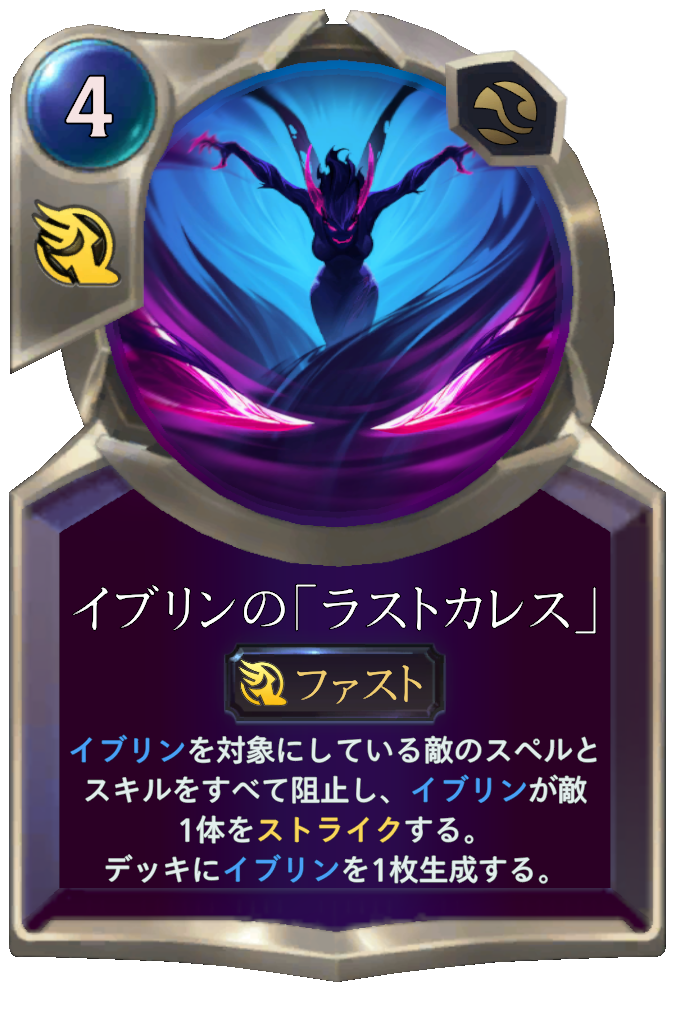 4
イブリンの「ラストカレス」
ファスト
イブリンを対象にしている敵のスペルと
スキルをすべて阻止し、イブリンが敵
1体をストライクする。
デッキにイブリンを1枚生成する。